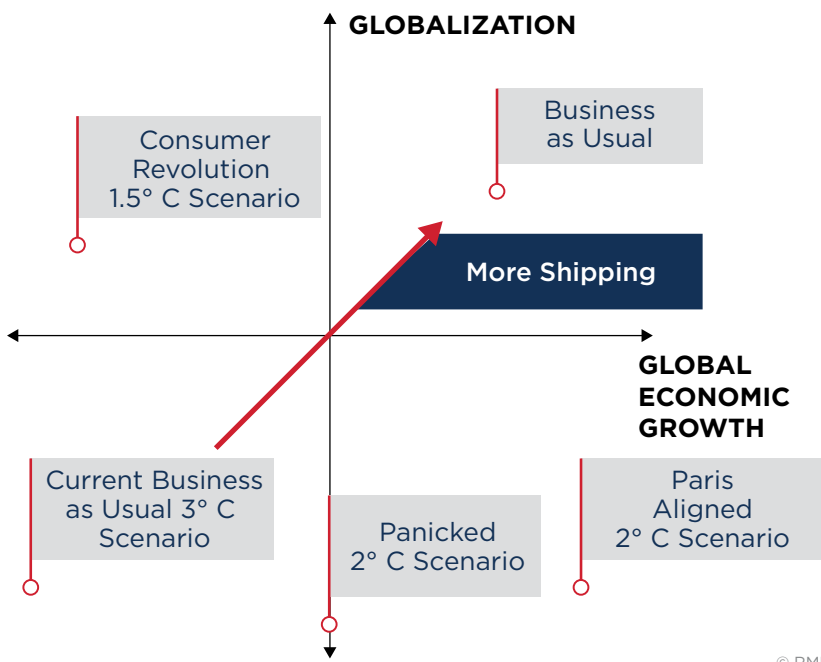 GLOBALIZATION
Business
as Usual
Consumer
Revolution
1.5° C Scenario
More Shipping
GLOBAL
ECONOMIC
GROWTH
Current Business
as Usual 3° C
Scenario
Panicked
2° C Scenario
Paris
Aligned
2° C Scenario